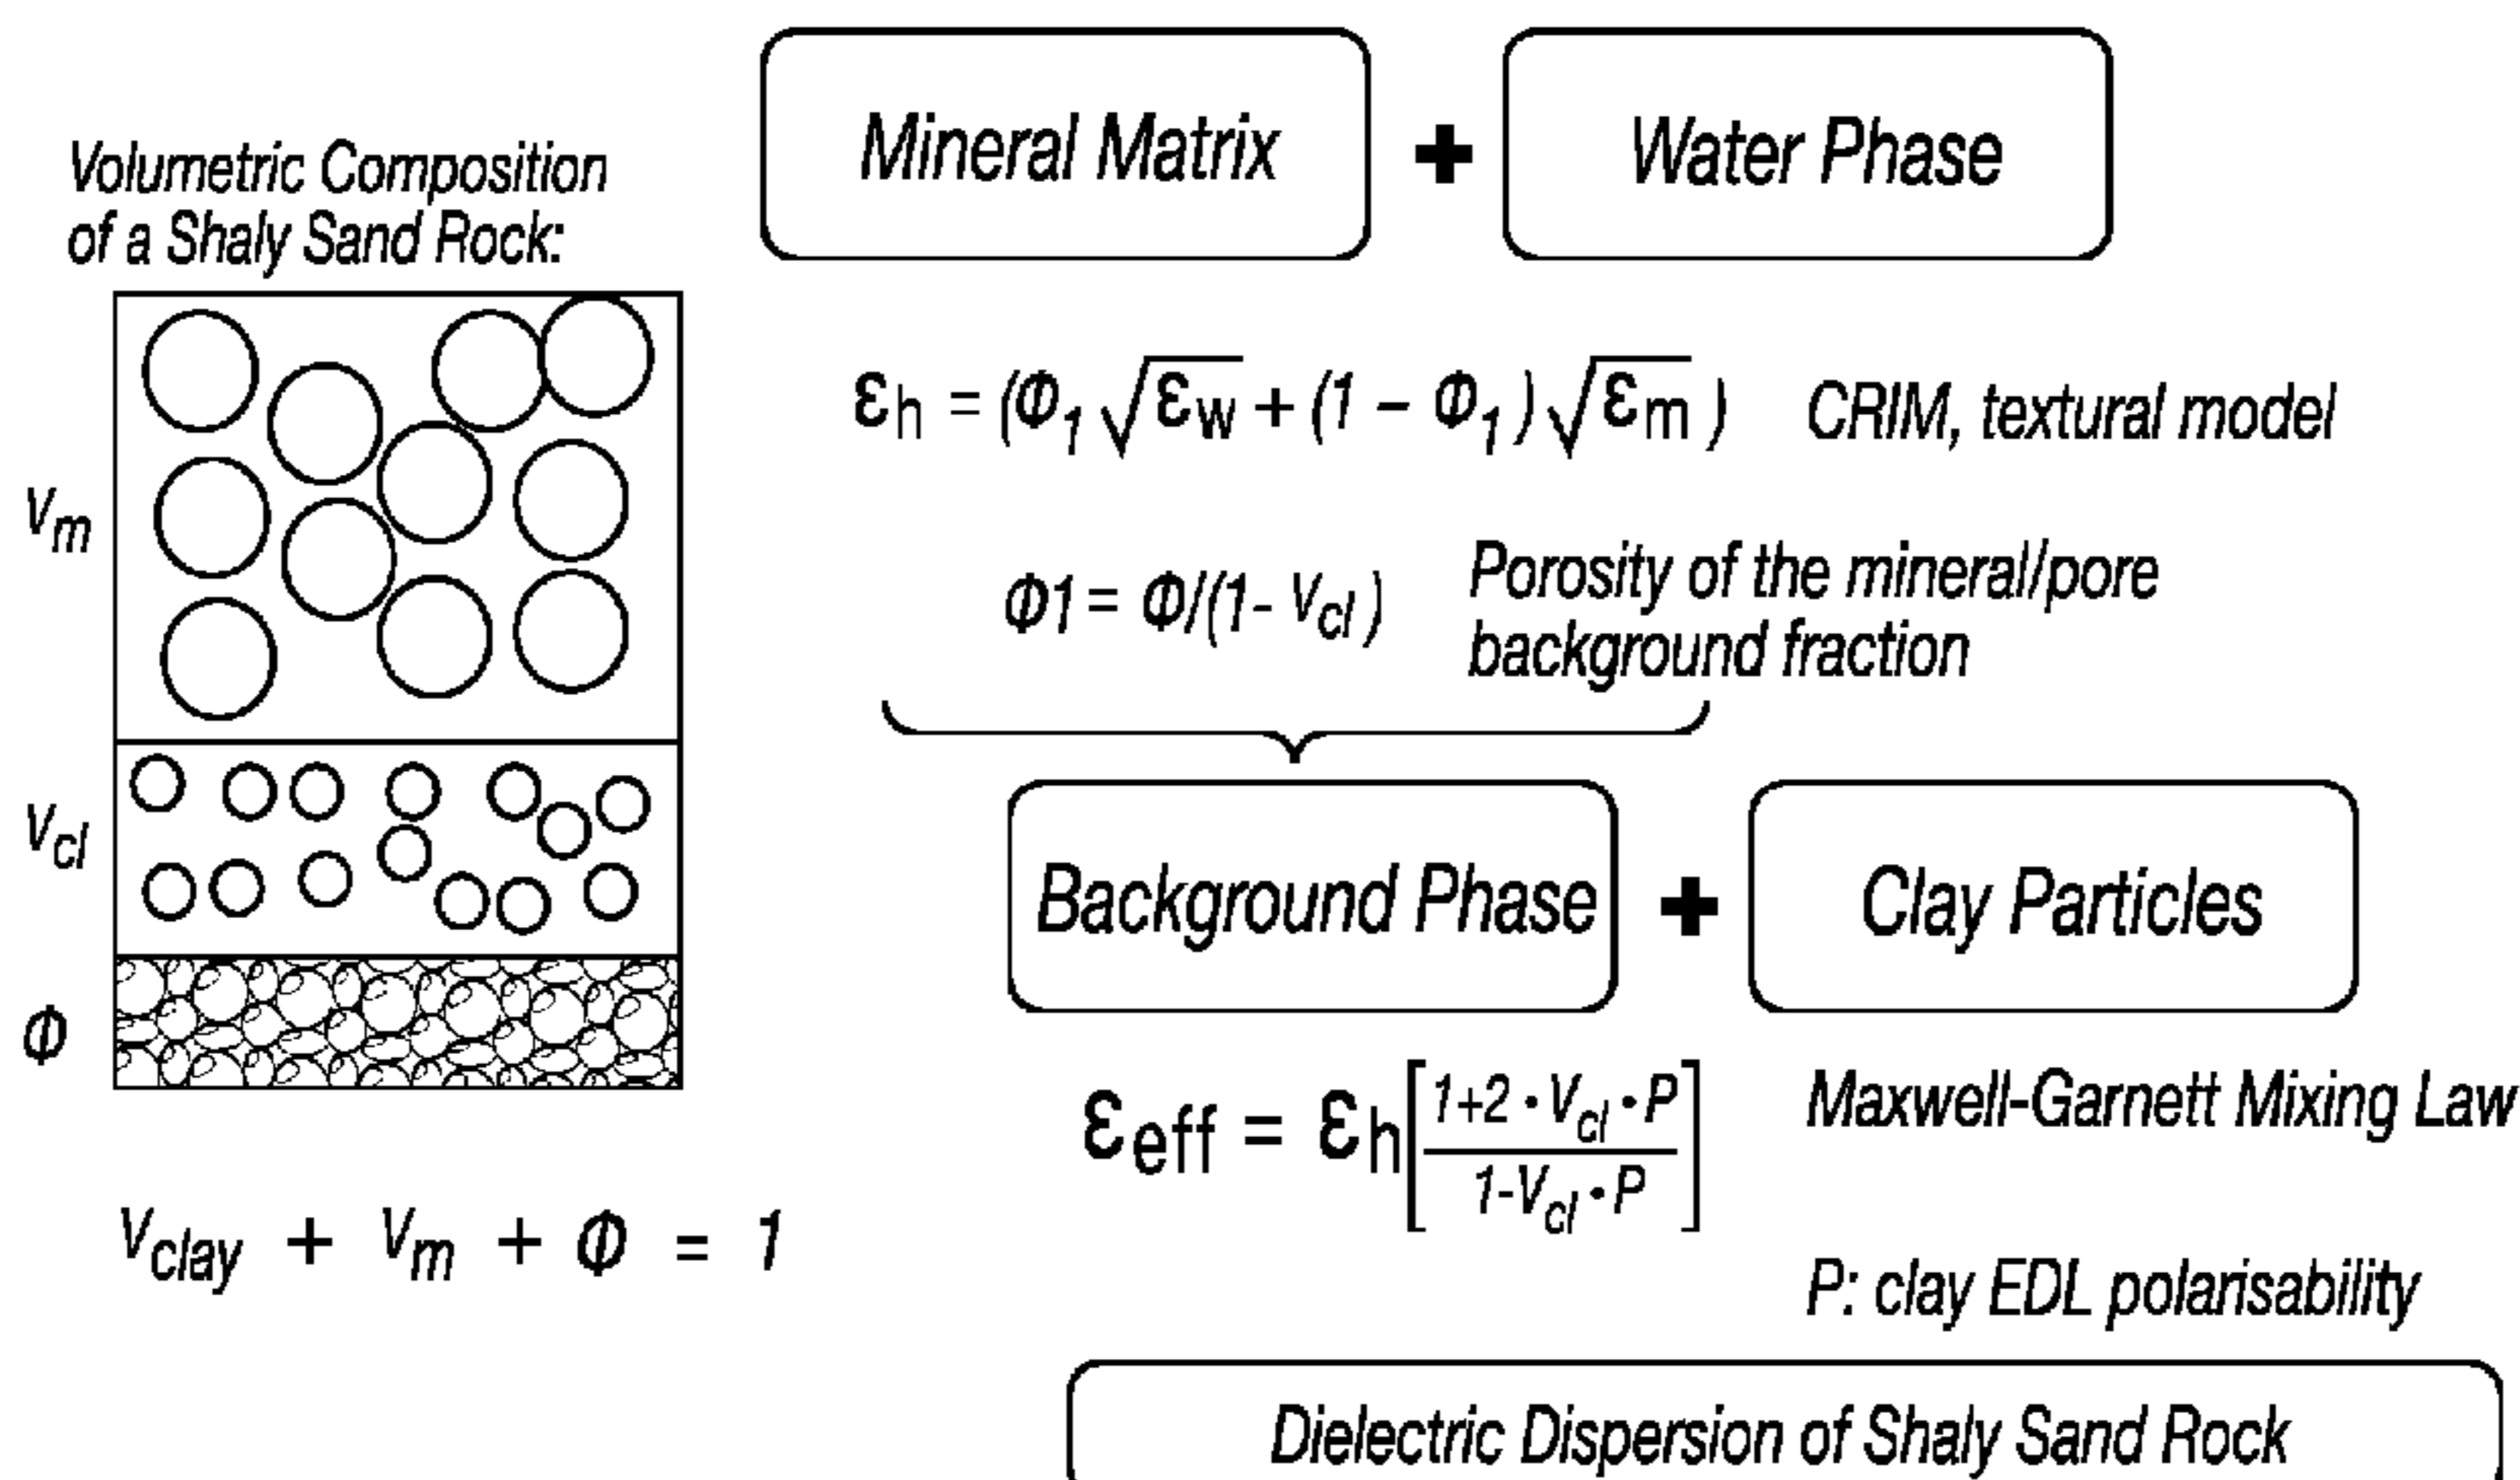 Mineral Matrix + Water Phase
Volumetric Composition
of a Shaly Sand Rock:
εh = (Φ1 √εw + (1 – Φ1) √εm ) CRIM, textural model
Vm
Φ1 = Φ/(1- Vcl) Porosity of the mineral/pore
background fraction
Vcl
Background Phase + Clay Particles
Φ
εeff = εh[(1+2 • Vcl • P)/(1-Vcl • P)] Maxwell-Garnett Mixing Law
Vclay + Vm + Φ = 1
P: clay EDL polarisability
Dielectric Dispersion of Shaly Sand Rock